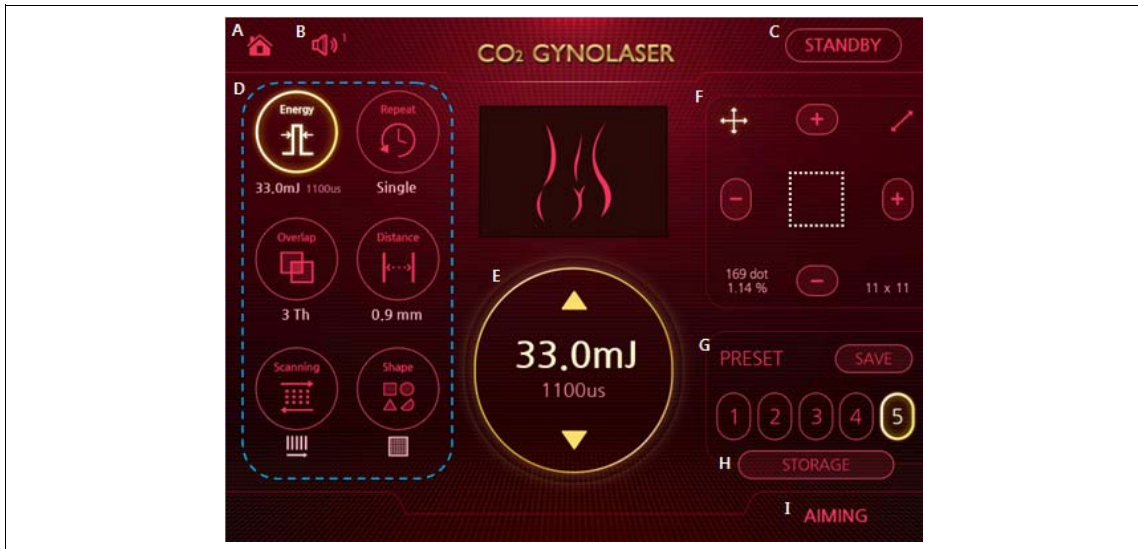 A
B
1
CO₂ GYNOLASER
C
STANDBY
D
Energy
Repeat
33.0mJ 1100us
Single
Overlap
Distance
3 Th
0.9 mm
Scanning
Shape
E
33.0mJ
1100us
F
+
-
+
169 dot
1.14 %
-
11 x 11
G
PRESET
SAVE
1
2
3
4
5
H
STORAGE
I
AIMING